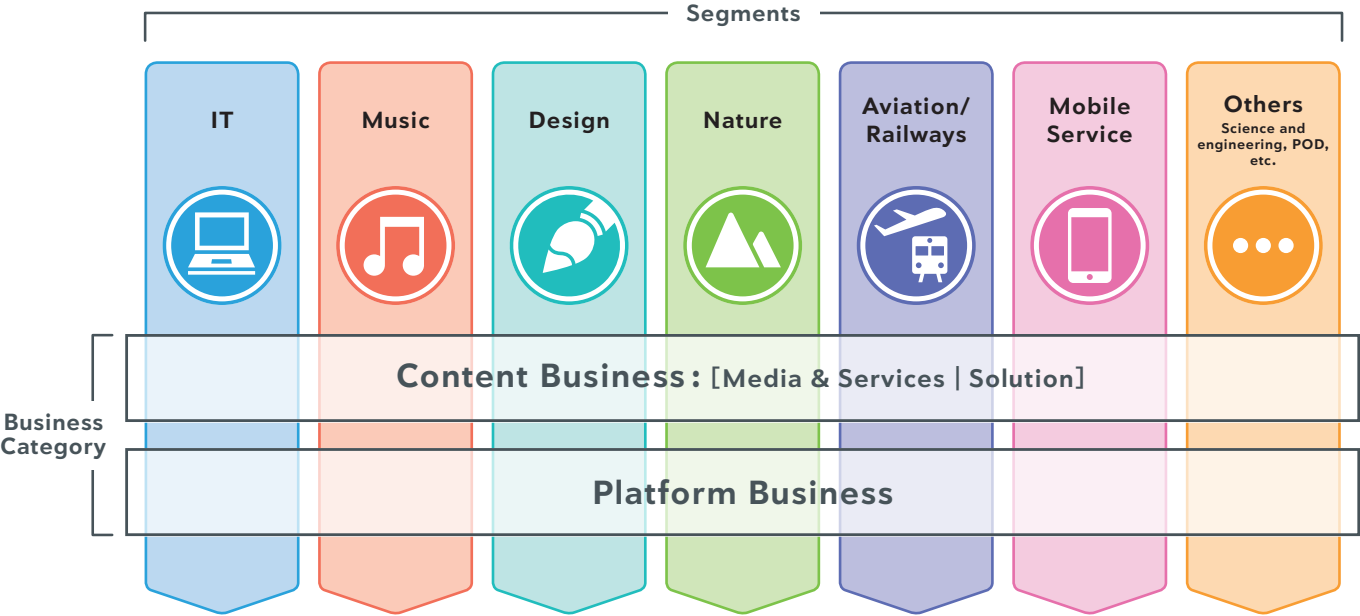 Segments
IT
Music
Design
Nature
Aviation/
Railways
Mobile
Service
Others
Science and
engineering, POD,
etc.
Business
Category
Content Business: [Media & Services | Solution]
Platform Business